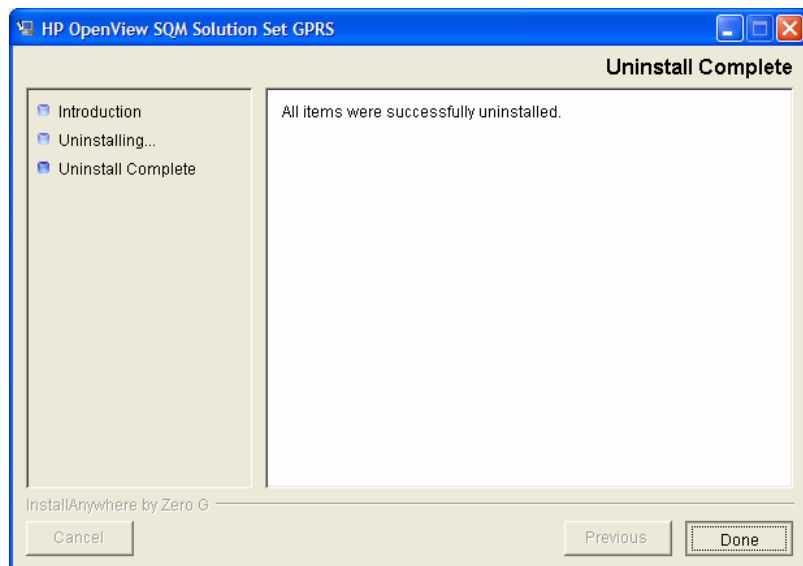 HP OpenView SQM Solution Set GPRS
Uninstall Complete
Introduction
Uninstalling...
Uninstall Complete
All items were successfully uninstalled.
InstallAnywhere by Zero G
Cancel
Previous
Done